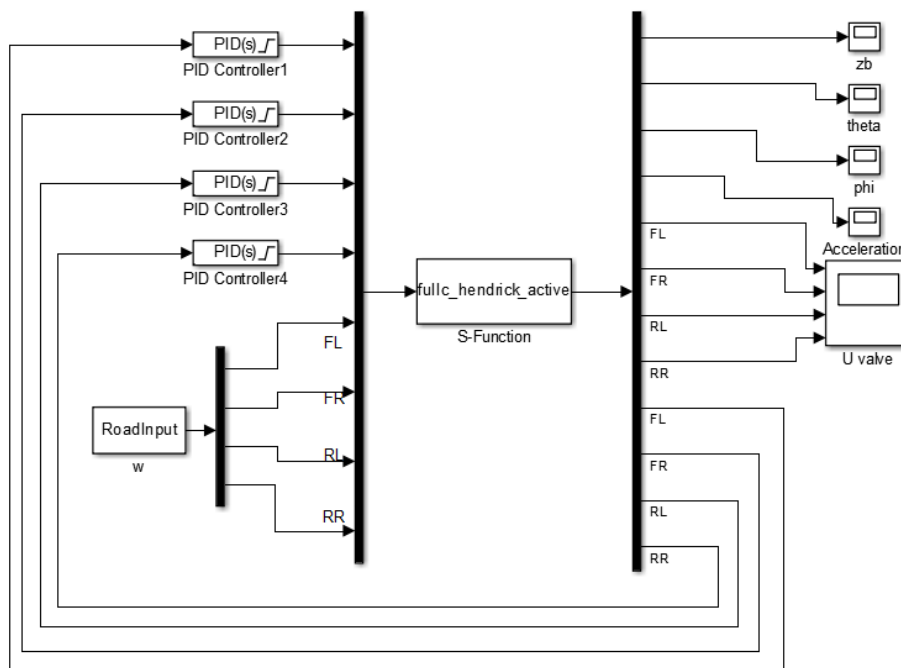 PID(s)
PID Controller1
PID(s)
PID Controller2
PID(s)
PID Controller3
PID(s)
PID Controller4
RoadInput
w
FL
FR
RL
RR
fullc_hendrick_active
S-Function
zb
theta
phi
Acceleration
FL
FR
RL
RR
U valve
FL
FR
RL
RR